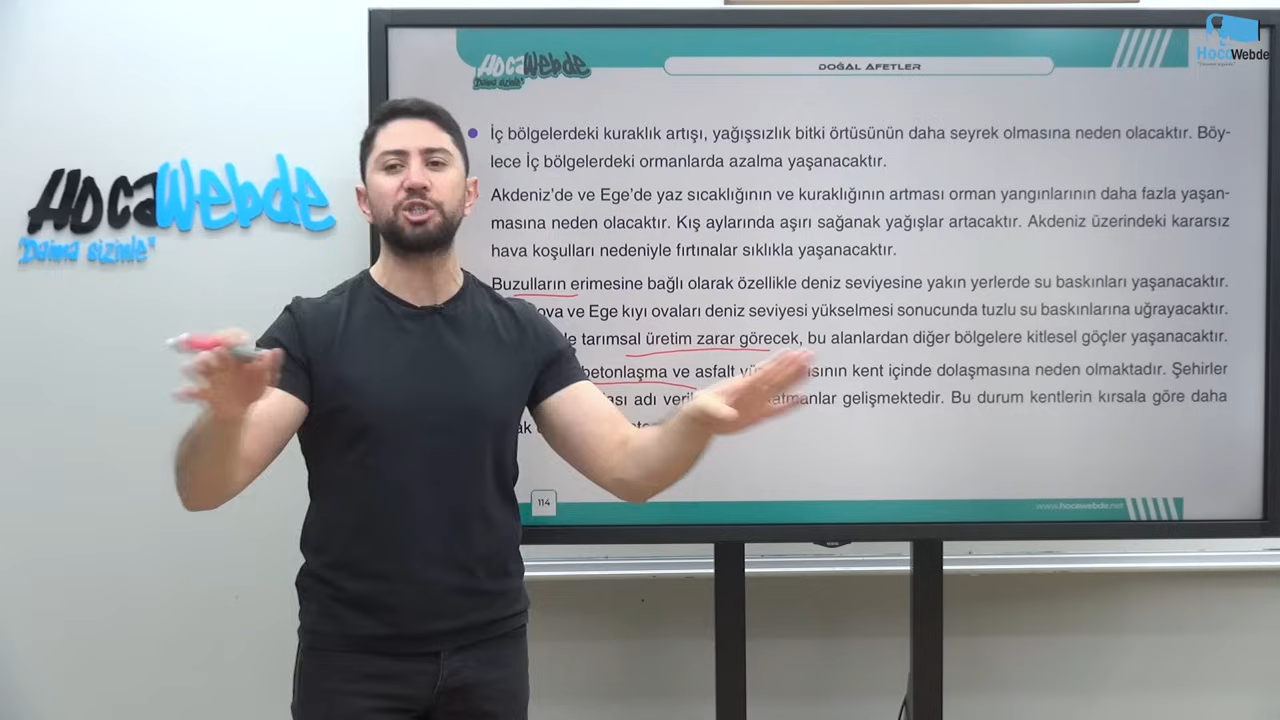 HocaWebde
"Daima sizinle"
HocaWebde
"Daima sizinle"
DOĞAL AFETLER
HocaWebde
İç bölgelerdeki kuraklık artışı, yağışsızlık bitki örtüsünün daha seyrek olmasına neden olacaktır. Böy-
lece İç bölgelerdeki ormanlarda azalma yaşanacaktır.
Akdeniz'de ve Ege'de yaz sıcaklığının ve kuraklığının artması orman yangınlarının daha fazla yaşan-
masına neden olacaktır. Kış aylarında aşırı sağanak yağışlar artacaktır. Akdeniz üzerindeki kararsız
hava koşulları nedeniyle fırtınalar sıklıkla yaşanacaktır.
Buzulların erimesine bağlı olarak özellikle deniz seviyesine yakın yerlerde su baskınları yaşanacaktır.
ova ve Ege kıyı ovaları deniz seviyesi yükselmesi sonucunda tuzlu su baskınlarına uğrayacaktır.
tarımsal üretim zarar görecek, bu alanlardan diğer bölgelere kitlesel göçler yaşanacaktır.
betonlaşma ve asfalt kent içinde dolaşmasına neden olmaktadır. Şehirler
adı gelişmektedir. Bu durum kentlerin kırsala göre daha
114
www.hocawebde.net